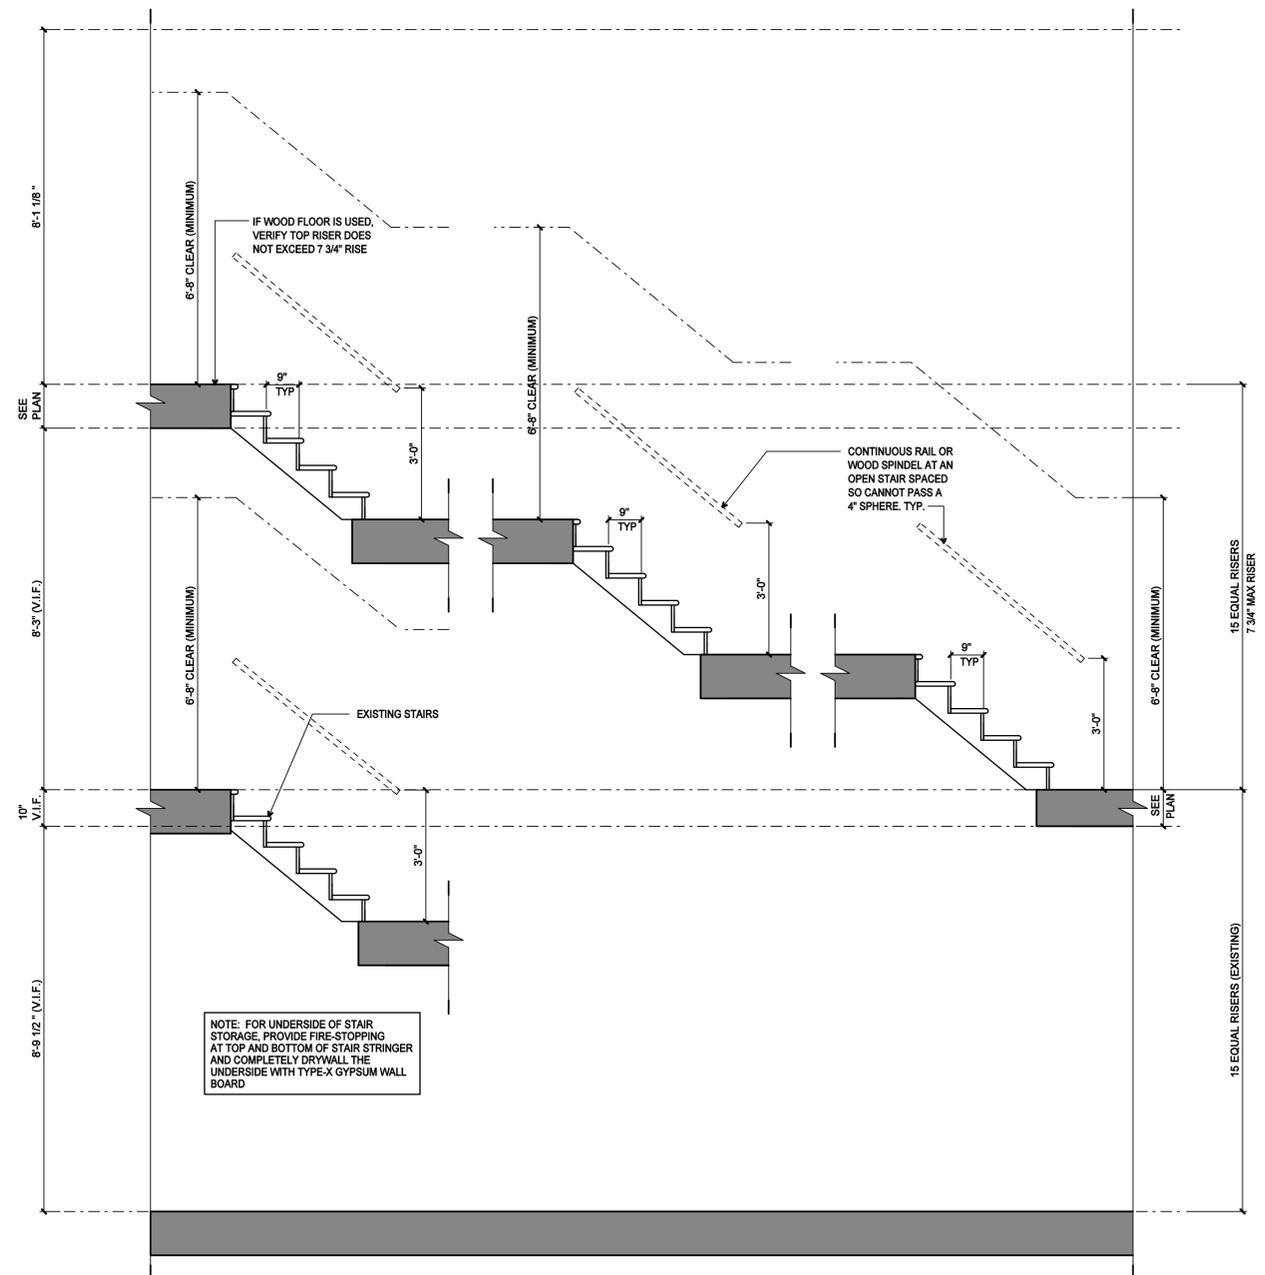 8'-1 1/8"
6'-8" CLEAR (MINIMUM)
IF WOOD FLOOR IS USED,
VERIFY TOP RISER DOES
NOT EXCEED 7 3/4" RISE
6'-8" CLEAR (MINIMUM)
SEE
PLAN
9"
TYP
3'-0"
CONTINUOUS RAIL OR
WOOD SPINDEL AT AN
OPEN STAIR SPACED
SO CANNOT PASS A
4" SPHERE. TYP.
9"
TYP
3'-0"
8'-3" (V.I.F.)
6'-8" CLEAR (MINIMUM)
9"
TYP
3'-0"
6'-8" CLEAR (MINIMUM)
15 EQUAL RISERS
7 3/4" MAX RISER
EXISTING STAIRS
10"
V.I.F.
SEE
PLAN
3'-0"
8'-9 1/2" (V.I.F.)
15 EQUAL RISERS (EXISTING)
NOTE: FOR UNDERSIDE OF STAIR
STORAGE, PROVIDE FIRE-STOPPING
AT TOP AND BOTTOM OF STAIR STRINGER
AND COMPLETELY DRYWALL THE
UNDERSIDE WITH TYPE-X GYPSUM WALL
BOARD